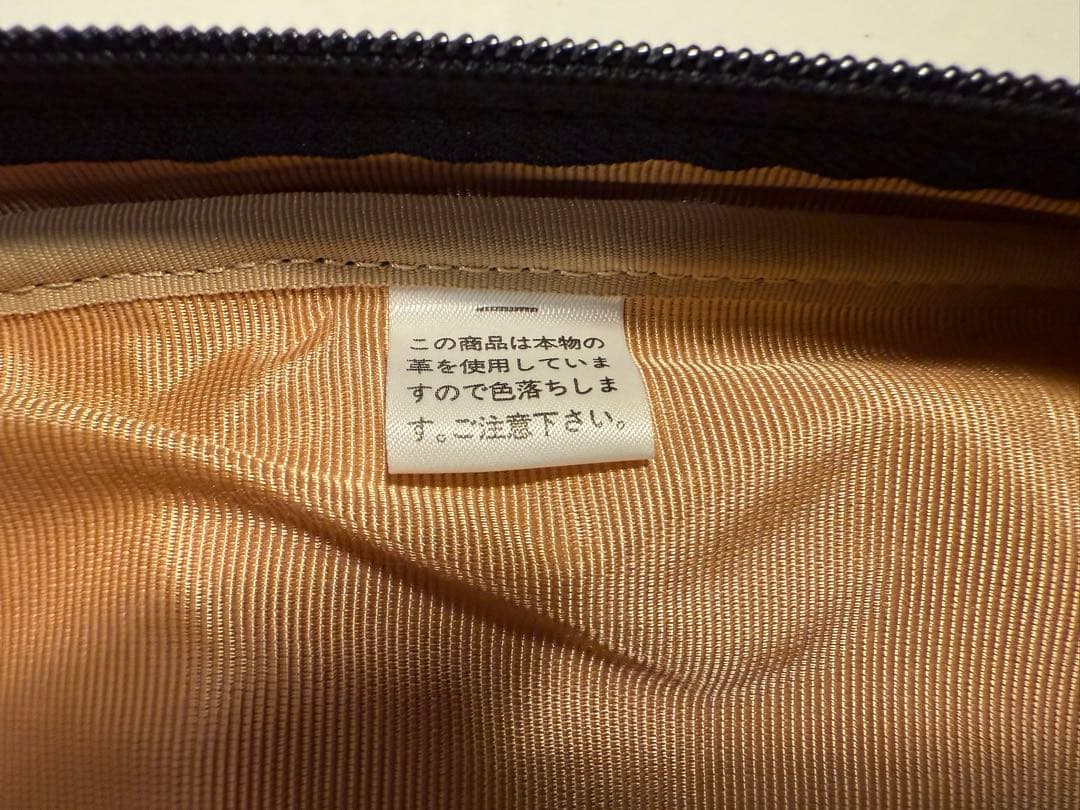 この商品は本物の
革を使用していま
すので色落ちしま
す。ご注意下さい。